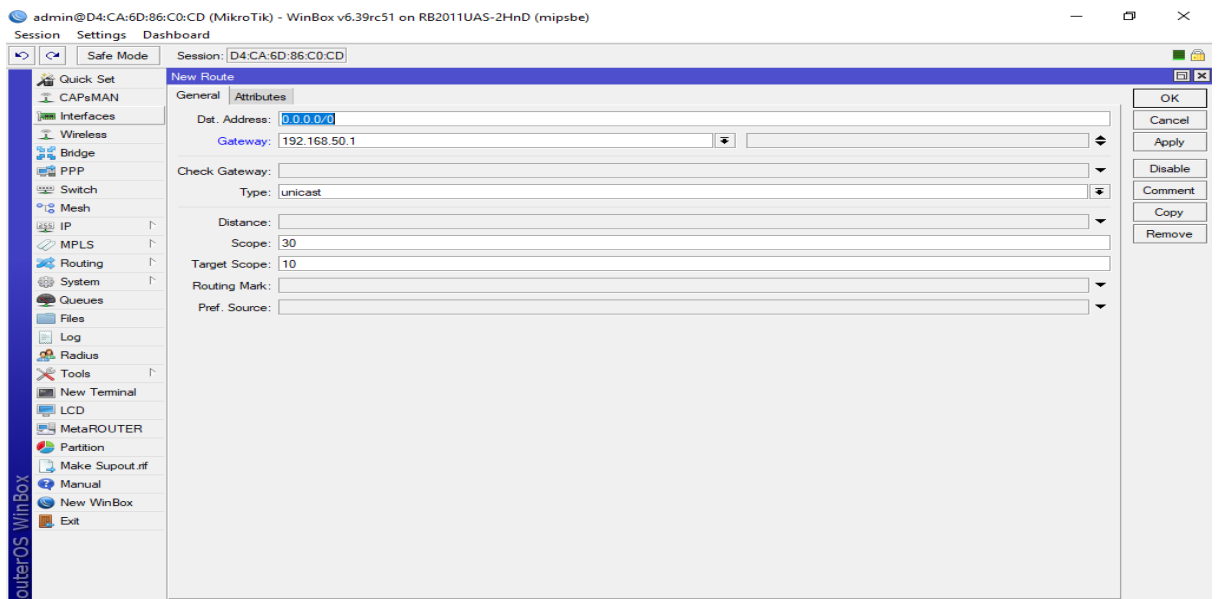 admin@D4:CA:6D:86:C0:CD (MikroTik) - WinBox v6.39rc51 on RB2011UAS-2HnD (mipsbe)
Session Settings Dashboard
Safe Mode Session: D4:CA:6D:86:C0:CD
Quick Set
CAPsMAN
Interfaces
Wireless
Bridge
PPP
Switch
Mesh
IP
MPLS
Routing
System
Queues
Files
Log
Radius
Tools
New Terminal
LCD
MetaROUTER
Partition
Make Supout.rif
Manual
New WinBox
Exit
outerOS WinBox
New Route
General Attributes
Dst. Address: 0.0.0.0/0
Gateway: 192.168.50.1
Check Gateway:
Type: unicast
Distance:
Scope: 30
Target Scope: 10
Routing Mark:
Pref. Source:
OK
Cancel
Apply
Disable
Comment
Copy
Remove